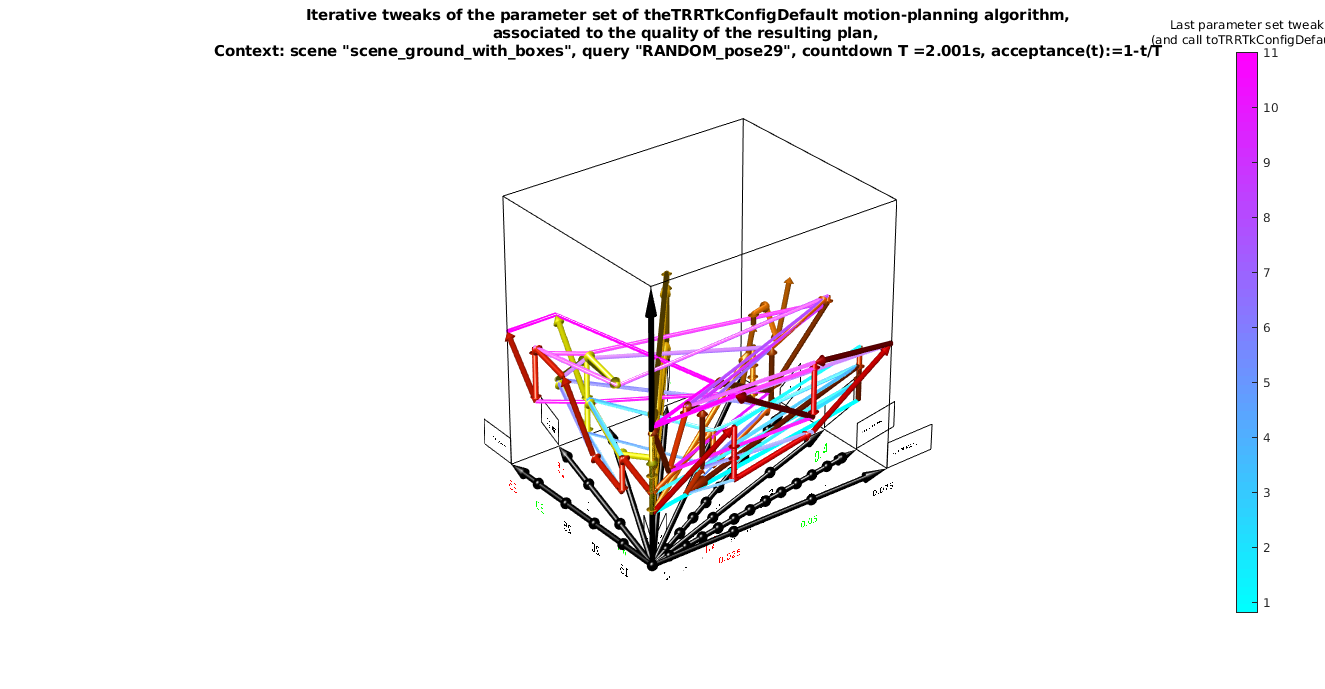 Iterative tweaks of the parameter set of theTRRTkConfigDefault motion-planning algorithm,
associated to the quality of the resulting plan,
Context: scene "scene_ground_with_boxes", query "RANDOM_pose29", countdown T =2.001s, acceptance(t):=1-t/T
Last parameter set tweak
(and call toTRRTkConfigDefau
11
10
9
8
7
6
5
4
3
2
1
0.075
0.05
0.025